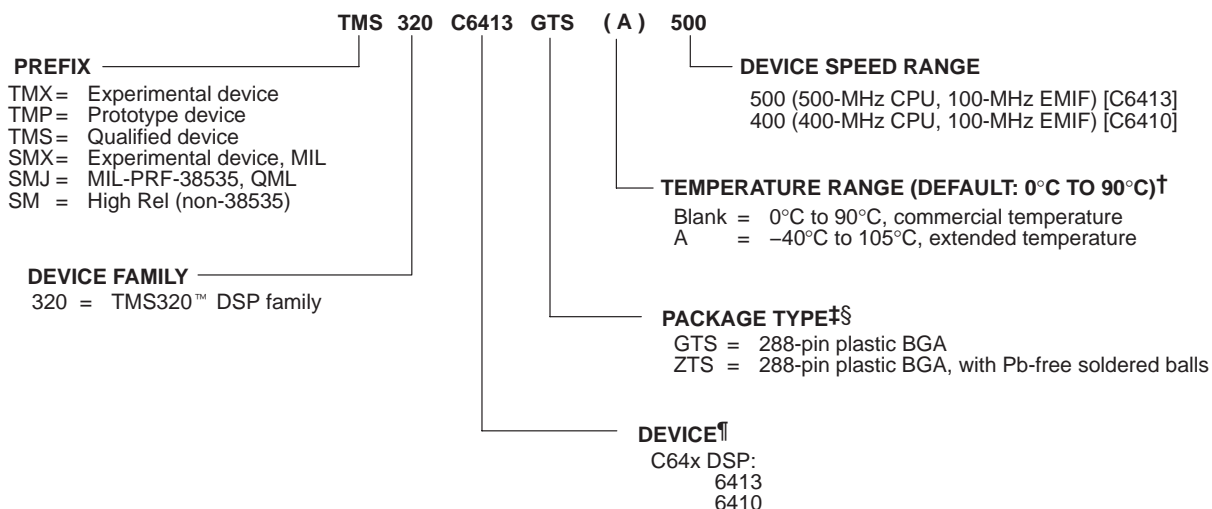 TMS 320 C6413 GTS ( A ) 500
PREFIX
TMX = Experimental device
TMP = Prototype device
TMS = Qualified device
SMX = Experimental device, MIL
SMJ = MIL-PRF-38535, QML
SM = High Rel (non-38535)
DEVICE SPEED RANGE
500 (500-MHz CPU, 100-MHz EMIF) [C6413]
400 (400-MHz CPU, 100-MHz EMIF) [C6410]
TEMPERATURE RANGE (DEFAULT: 0°C TO 90°C)†
Blank = 0°C to 90°C, commercial temperature
A = −40°C to 105°C, extended temperature
DEVICE FAMILY
320 = TMS320™ DSP family
PACKAGE TYPE‡§
GTS = 288-pin plastic BGA
ZTS = 288-pin plastic BGA, with Pb-free soldered balls
DEVICE¶
C64x DSP:
6413
6410